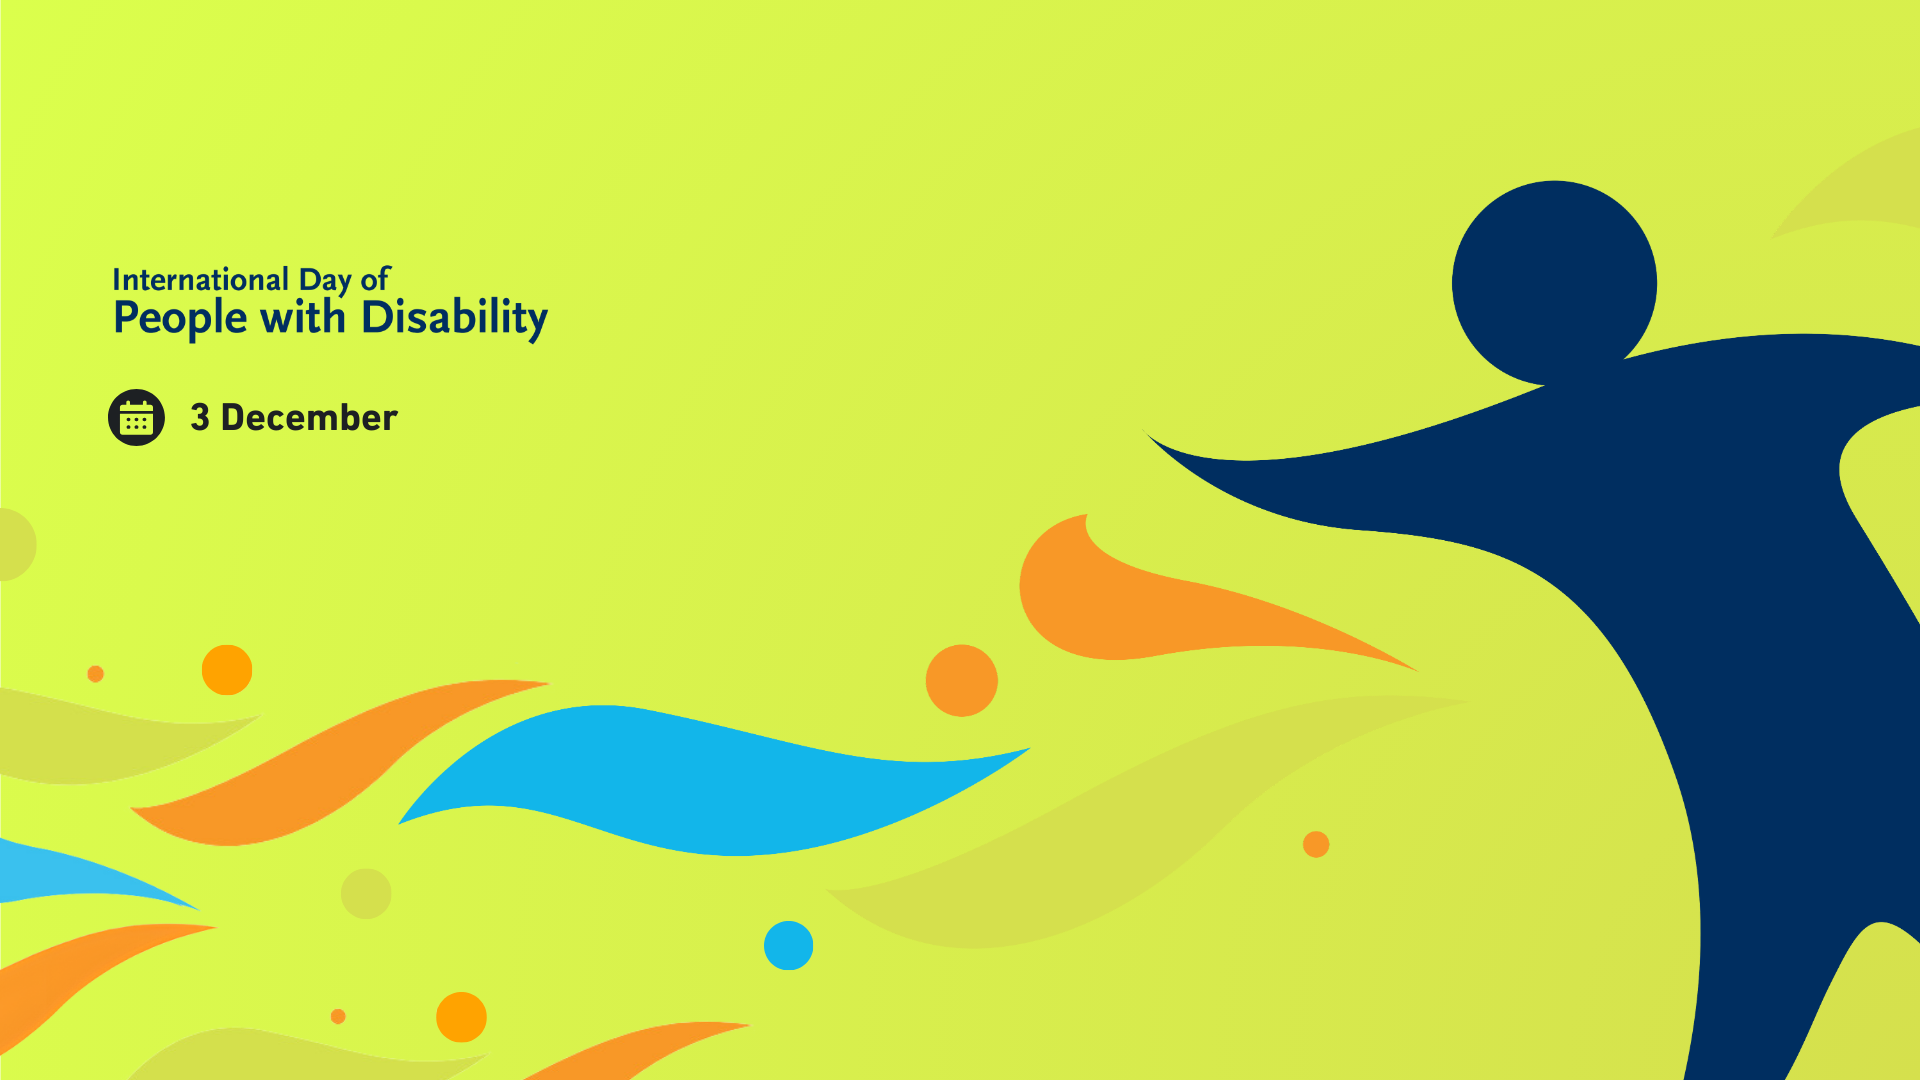 International Day of
People with Disability
3 December